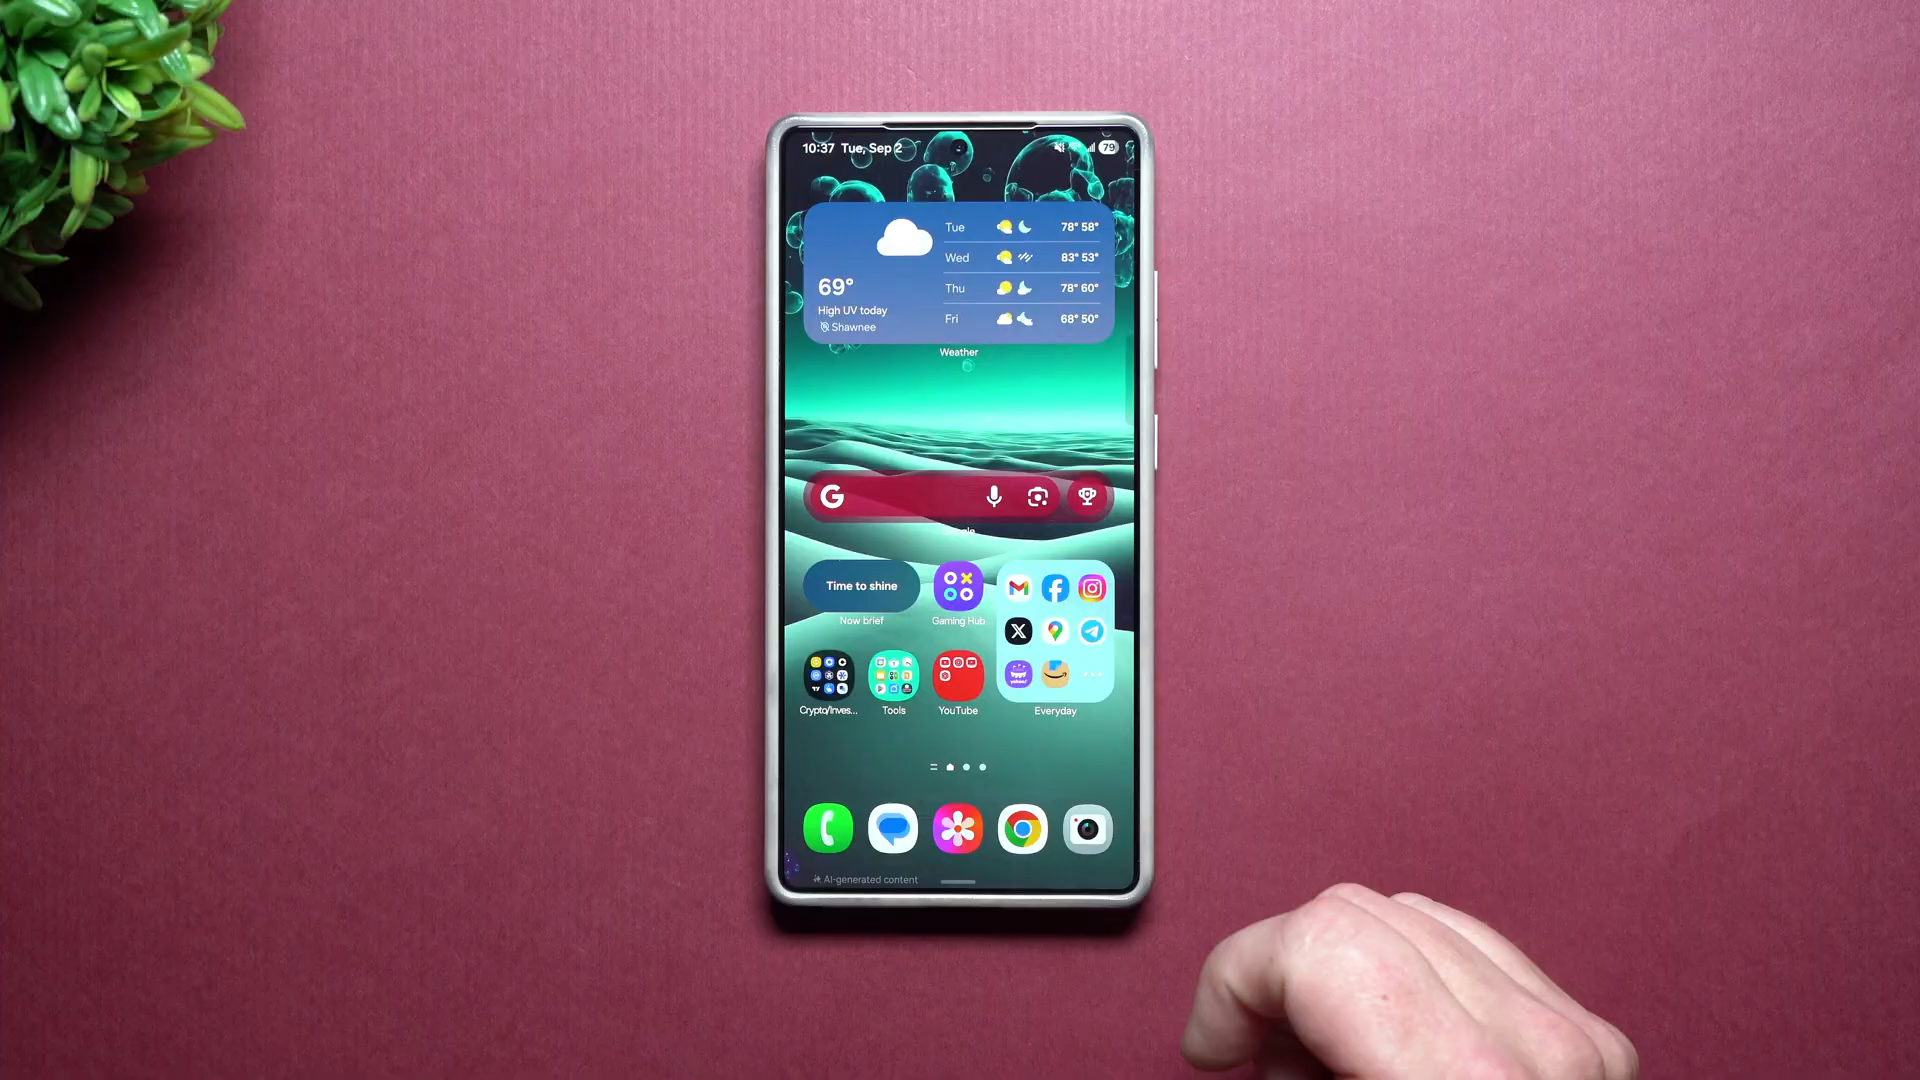 10:37 Tue, Sep 2
79
69°
High UV today
Shawnee
Tue 78° 58°
Wed 83° 53°
Thu 78° 60°
Fri 68° 50°
Weather
G
Time to shine
Now brief
Gaming Hub
Crypto/Inves...
Tools
YouTube
Everyday
AI-generated content